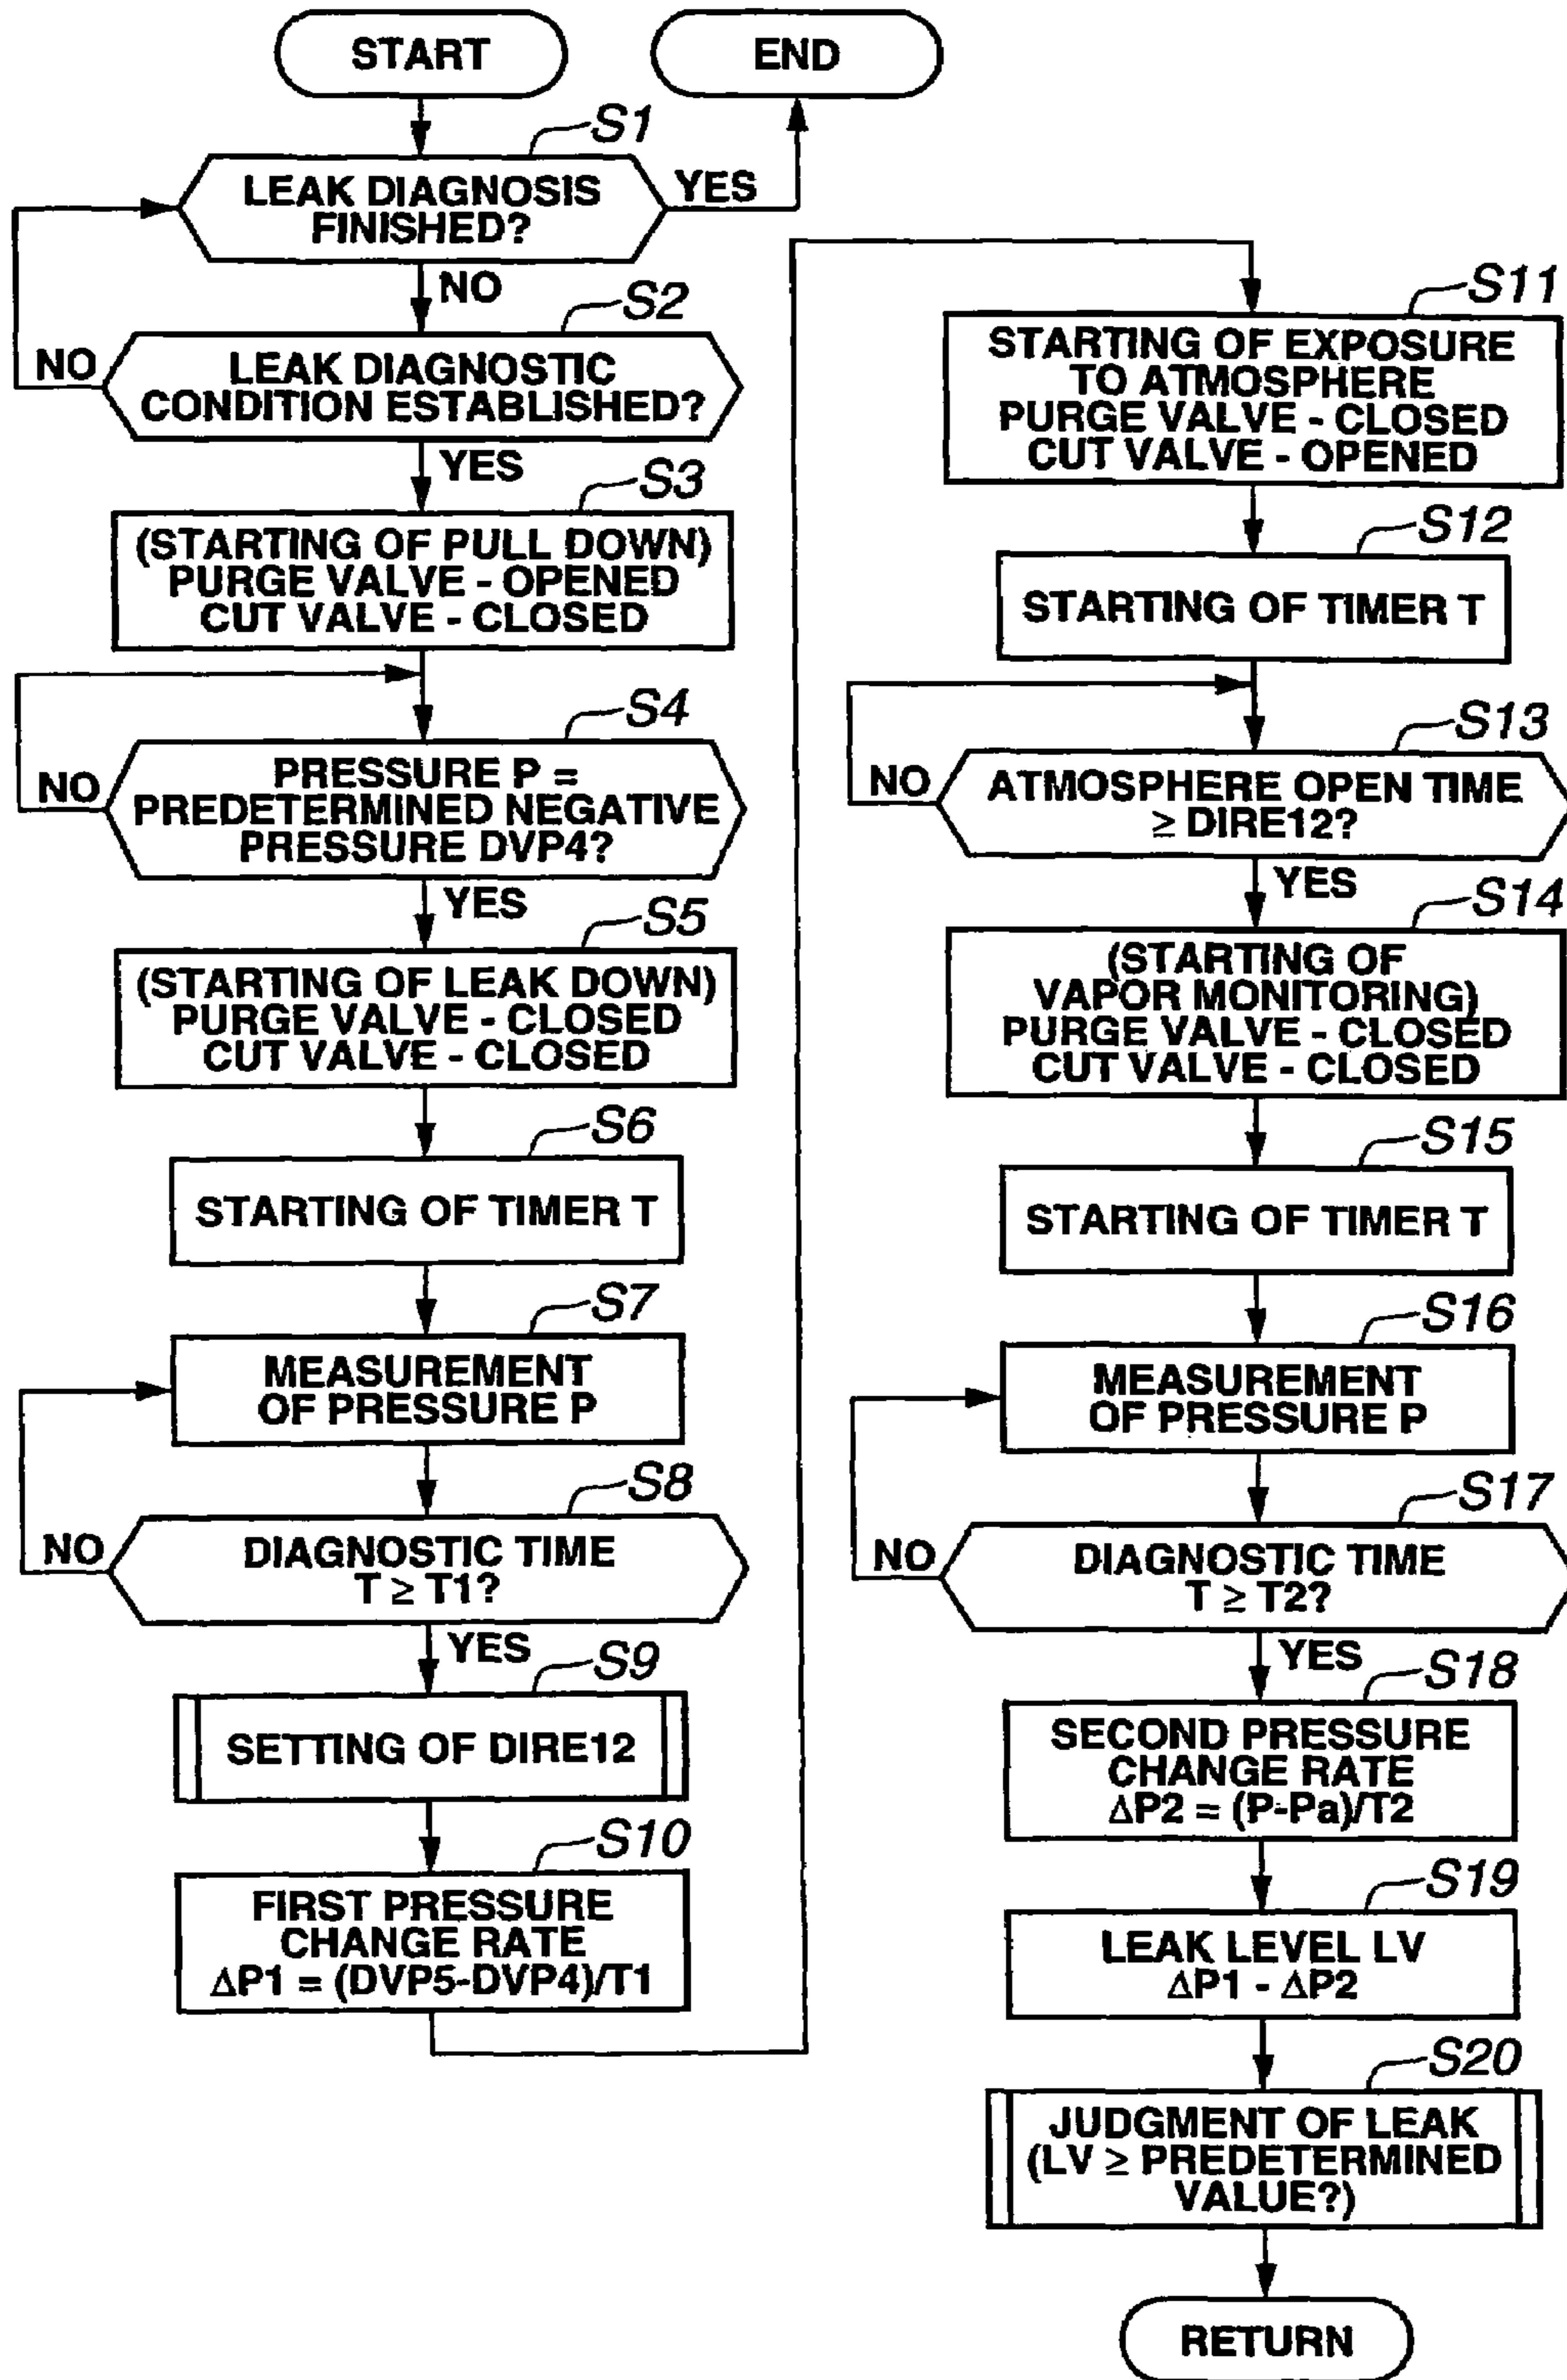 START
END
S1
LEAK DIAGNOSIS
FINISHED?
YES
NO
S2
LEAK DIAGNOSTIC
CONDITION ESTABLISHED?
NO
YES
S3
(STARTING OF PULL DOWN)
PURGE VALVE - OPENED
CUT VALVE - CLOSED
S4
PRESSURE P =
PREDETERMINED NEGATIVE
PRESSURE DVP4?
NO
YES
S5
(STARTING OF LEAK DOWN)
PURGE VALVE - CLOSED
CUT VALVE - CLOSED
S6
STARTING OF TIMER T
S7
MEASUREMENT
OF PRESSURE P
S8
DIAGNOSTIC TIME
T ≥ T1?
NO
YES
S9
SETTING OF DIRE12
S10
FIRST PRESSURE
CHANGE RATE
ΔP1 = (DVP5-DVP4)/T1
S11
STARTING OF EXPOSURE
TO ATMOSPHERE
PURGE VALVE - CLOSED
CUT VALVE - OPENED
S12
STARTING OF TIMER T
S13
ATMOSPHERE OPEN TIME
≥ DIRE12?
NO
YES
S14
(STARTING OF
VAPOR MONITORING)
PURGE VALVE - CLOSED
CUT VALVE - CLOSED
S15
STARTING OF TIMER T
S16
MEASUREMENT
OF PRESSURE P
S17
DIAGNOSTIC TIME
T ≥ T2?
NO
YES
S18
SECOND PRESSURE
CHANGE RATE
ΔP2 = (P-Pa)/T2
S19
LEAK LEVEL LV
ΔP1 - ΔP2
S20
JUDGMENT OF LEAK
(LV ≥ PREDETERMINED
VALUE?)
RETURN